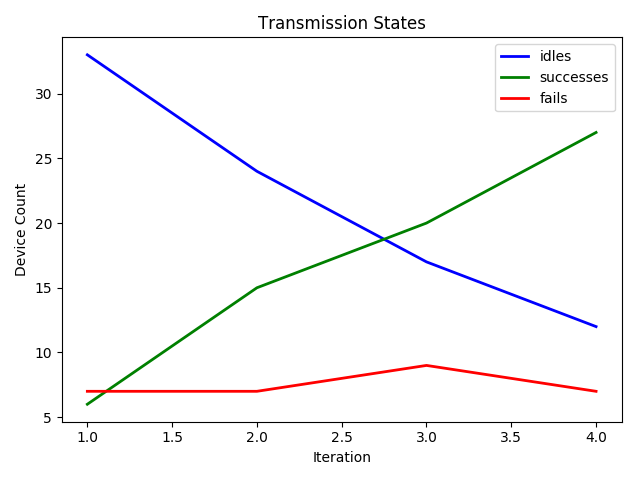 Transmission States
idles
successes
fails
Device Count
30
25
20
15
10
5
1.0 1.5 2.0 2.5 3.0 3.5 4.0
Iteration